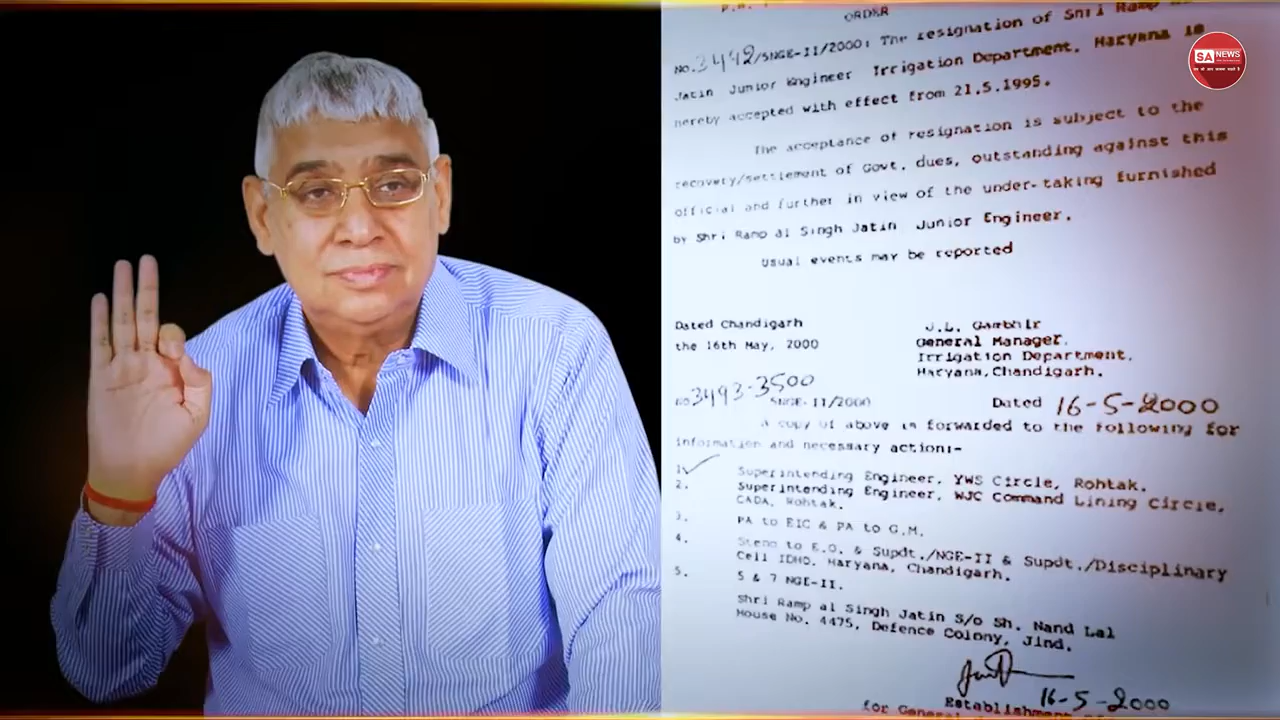 ORDER
No. 3492/SNGE-II/2000: The resignation of Shri
Jatin Junior Engineer Irrigation Department, Haryana is
hereby accepted with effect from 21.5.1995.
The acceptance of resignation is subject to the
recovery/settlement of Govt. dues, outstanding against this
official and further in view of the under-taking furnished
by Shri Ramp al Singh Jatin Junior Engineer.
Usual events may be reported
Dated Chandigarh
the 16th May, 2000
J.L. Gambhir
General Manager,
Irrigation Department,
Haryana,Chandigarh.
No. 3493-3500
SNGE-II/2000
Dated 16-5-2000
a copy of above is forwarded to the following for
information and necessary action:-
1. Superintending Engineer, YWS Circle, Rohtak.
2. Superintending Engineer, WJC Command Lining Circle,
CADA, Rohtak.
3. PA to EIC & PA to G.M.
4. Steno to E.O. & Supdt./NGE-II & Supdt./Disciplinary
Cell IDHO. Haryana, Chandigarh.
5. 5 & 7 NGE-II.
Shri Ramp al Singh Jatin S/o Sh. Nand Lal
House No. 4475, Defence Colony, Jind.
16-5-2000
Establishment
for General
SA NEWS